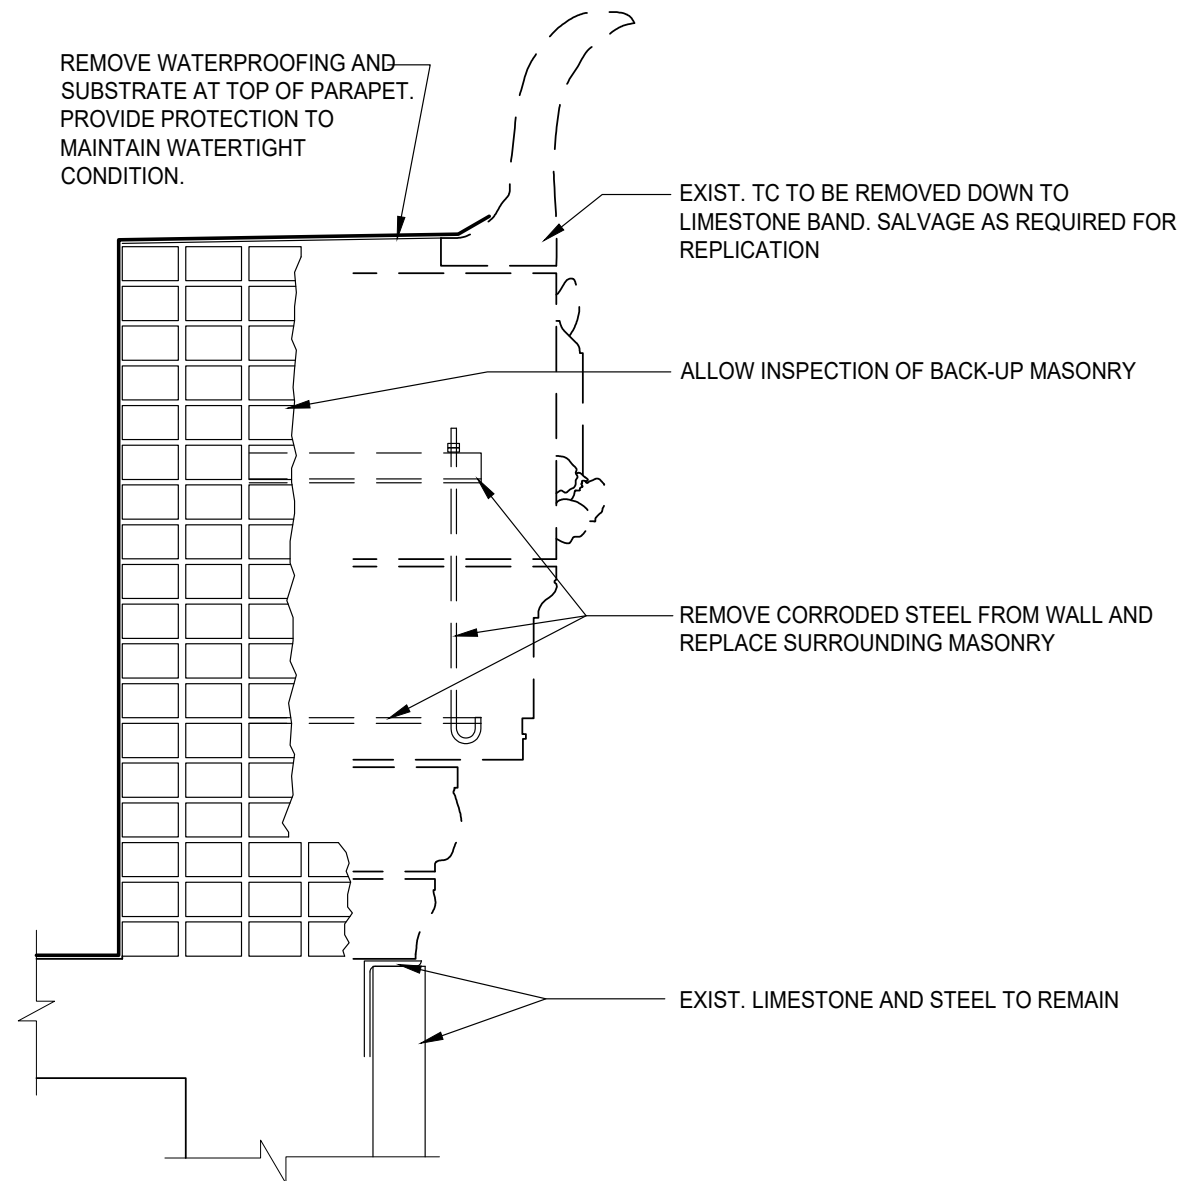 REMOVE WATERPROOFING AND
SUBSTRATE AT TOP OF PARAPET.
PROVIDE PROTECTION TO
MAINTAIN WATERTIGHT
CONDITION.
EXIST. TC TO BE REMOVED DOWN TO
LIMESTONE BAND. SALVAGE AS REQUIRED FOR
REPLICATION
ALLOW INSPECTION OF BACK-UP MASONRY
REMOVE CORRODED STEEL FROM WALL AND
REPLACE SURROUNDING MASONRY
EXIST. LIMESTONE AND STEEL TO REMAIN